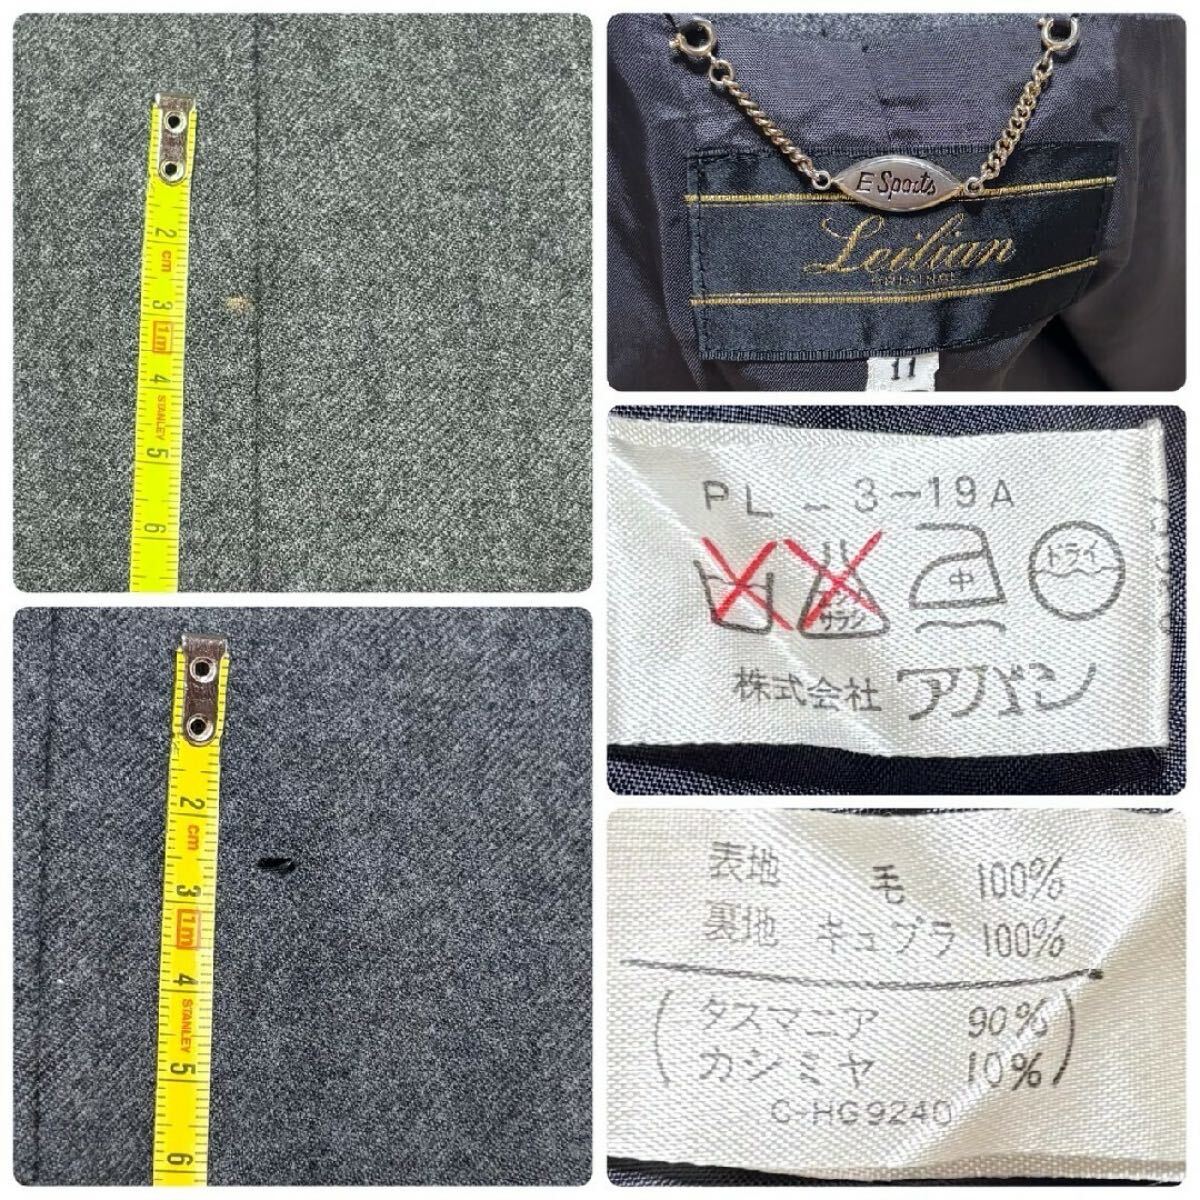 2
cm
3
1m
4
STANLEY
5
6
2
cm
3
1m
4
STANLEY
5
6
E Sports
Leilian
11
PL-3-19A
中
ドライ
株式会社 アバン
表地 毛 100%
裏地 キュプラ 100%
タスマニア 90%
カシミヤ 10%
C-HG9240